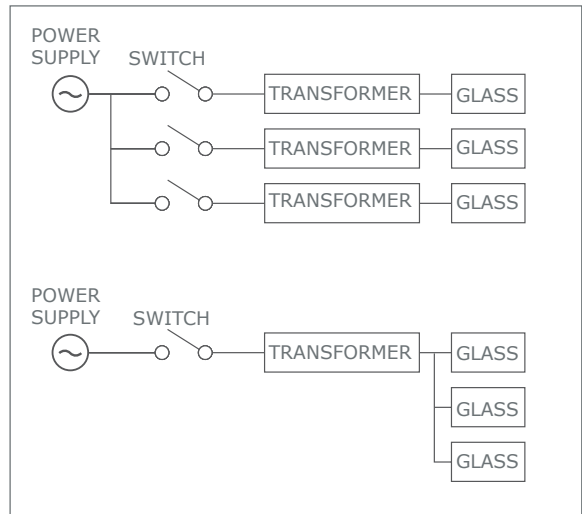 POWER
SUPPLY
SWITCH
TRANSFORMER
GLASS
TRANSFORMER
GLASS
TRANSFORMER
GLASS
POWER
SUPPLY
SWITCH
TRANSFORMER
GLASS
GLASS
GLASS